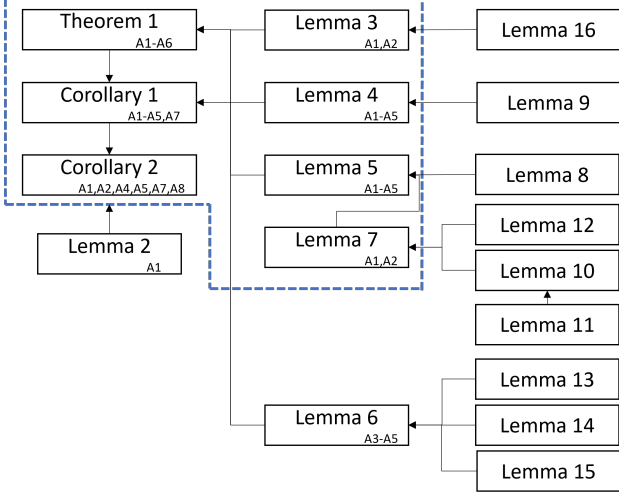 Theorem 1
A1-A6
Corollary 1
A1-A5,A7
Corollary 2
A1,A2,A4,A5,A7,A8
Lemma 2
A1
Lemma 3
A1,A2
Lemma 4
A1-A5
Lemma 5
A1-A5
Lemma 7
A1,A2
Lemma 6
A3-A5
Lemma 16
Lemma 9
Lemma 8
Lemma 12
Lemma 10
Lemma 11
Lemma 13
Lemma 14
Lemma 15